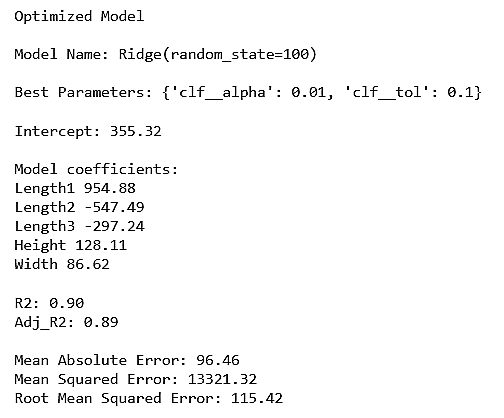 Optimized Model
Model Name: Ridge(random_state=100)
Best Parameters: {'clf__alpha': 0.01, 'clf__tol': 0.1}
Intercept: 355.32
Model coefficients:
Length1 954.88
Length2 -547.49
Length3 -297.24
Height 128.11
Width 86.62
R2: 0.90
Adj_R2: 0.89
Mean Absolute Error: 96.46
Mean Squared Error: 13321.32
Root Mean Squared Error: 115.42